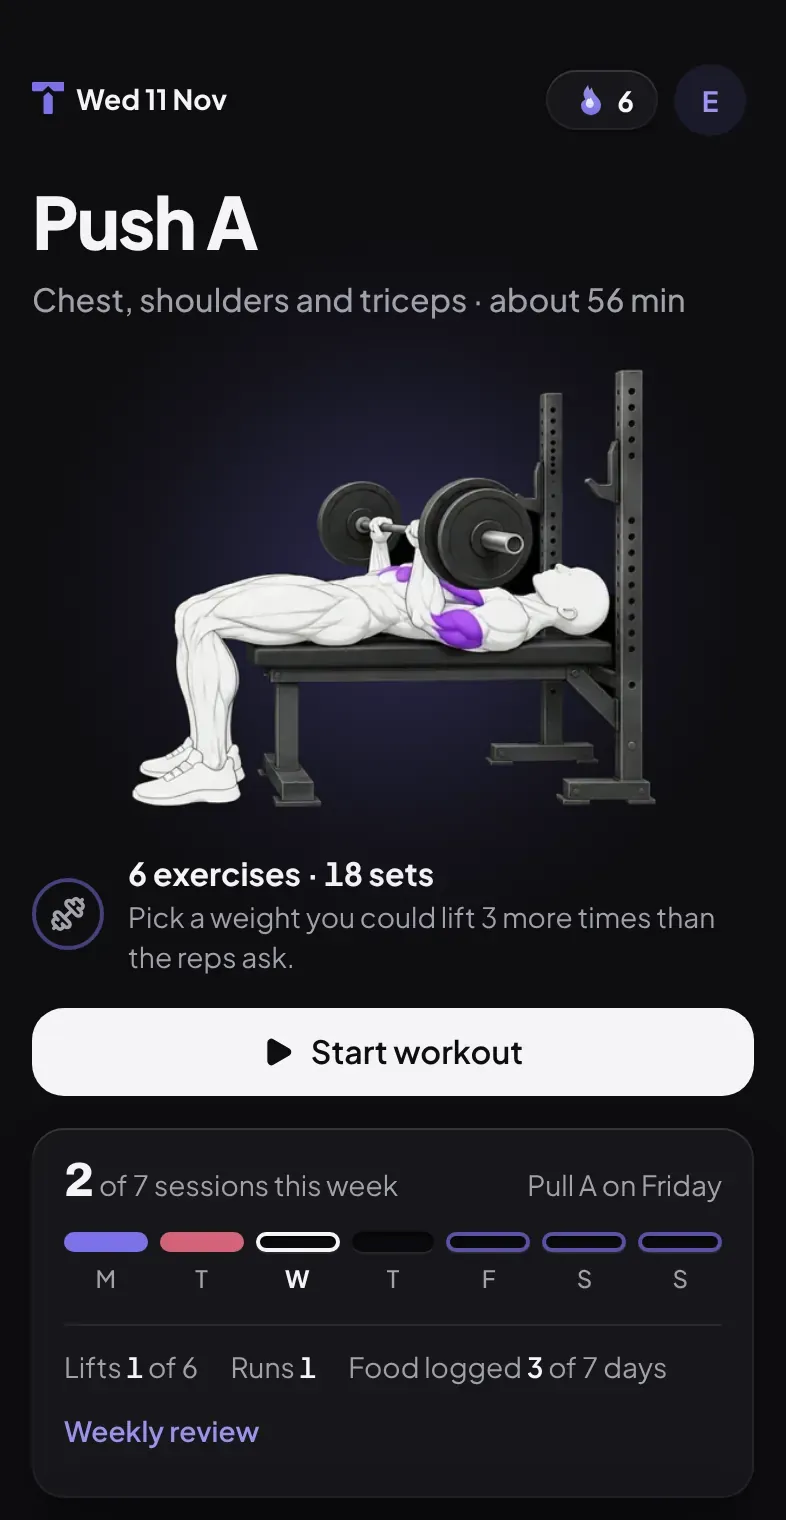 Wed 11 Nov
6
E
Push A
Chest, shoulders and triceps · about 56 min
6 exercises · 18 sets
Pick a weight you could lift 3 more times than
the reps ask.
Start workout
2 of 7 sessions this week
Pull A on Friday
M T W T F S S
Lifts 1 of 6 Runs 1 Food logged 3 of 7 days
Weekly review